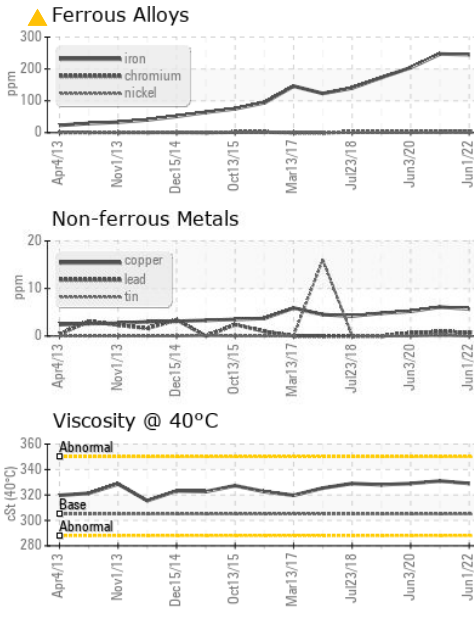 Ferrous Alloys
300
200
100
0
ppm
iron
chromium
nickel
Apr4/13
Nov1/13
Dec15/14
Oct13/15
Mar13/17
Jul23/18
Jun3/20
Jun1/22
Non-ferrous Metals
20
10
0
ppm
copper
lead
tin
Apr4/13
Nov1/13
Dec15/14
Oct13/15
Mar13/17
Jul23/18
Jun3/20
Jun1/22
Viscosity @ 40°C
360
340
320
300
280
cSt (40°C)
Abnormal
Base
Abnormal
Apr4/13
Nov1/13
Dec15/14
Oct13/15
Mar13/17
Jul23/18
Jun3/20
Jun1/22